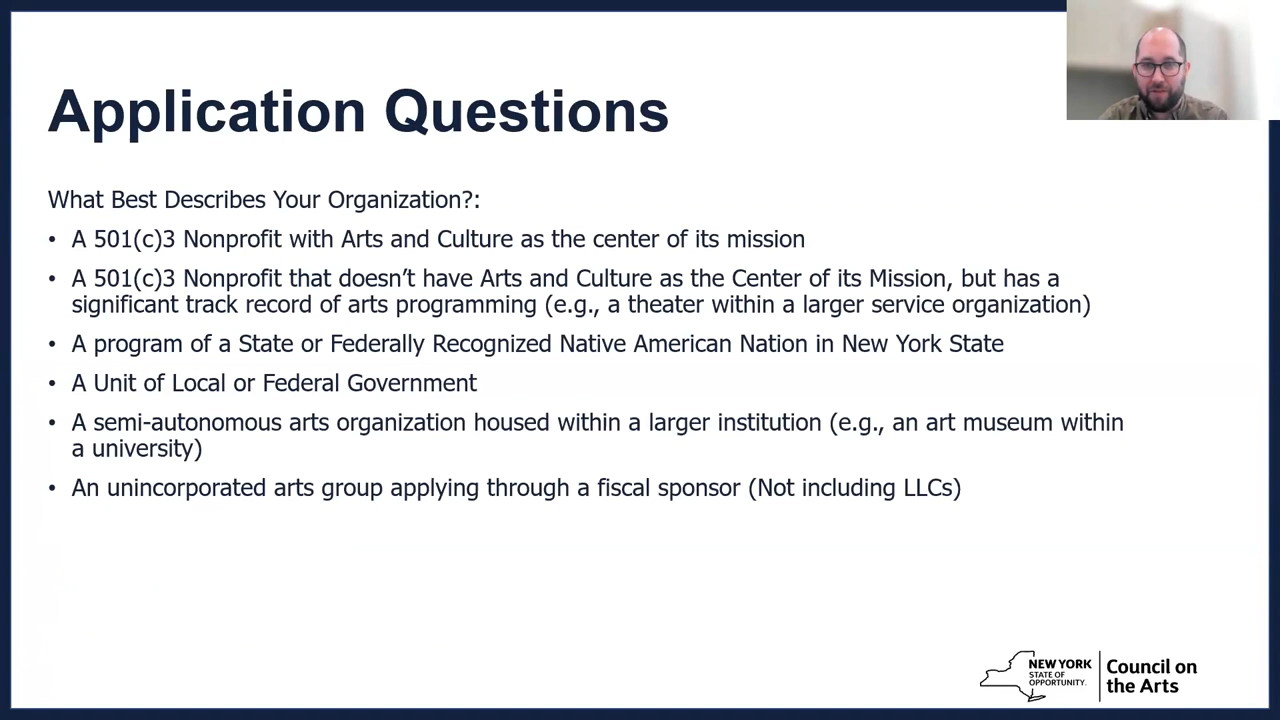 Application Questions
What Best Describes Your Organization?:
• A 501(c)3 Nonprofit with Arts and Culture as the center of its mission
• A 501(c)3 Nonprofit that doesn’t have Arts and Culture as the Center of its Mission, but has a
significant track record of arts programming (e.g., a theater within a larger service organization)
• A program of a State or Federally Recognized Native American Nation in New York State
• A Unit of Local or Federal Government
• A semi-autonomous arts organization housed within a larger institution (e.g., an art museum within
a university)
• An unincorporated arts group applying through a fiscal sponsor (Not including LLCs)
NEW YORK
STATE OF
OPPORTUNITY.
Council on
the Arts